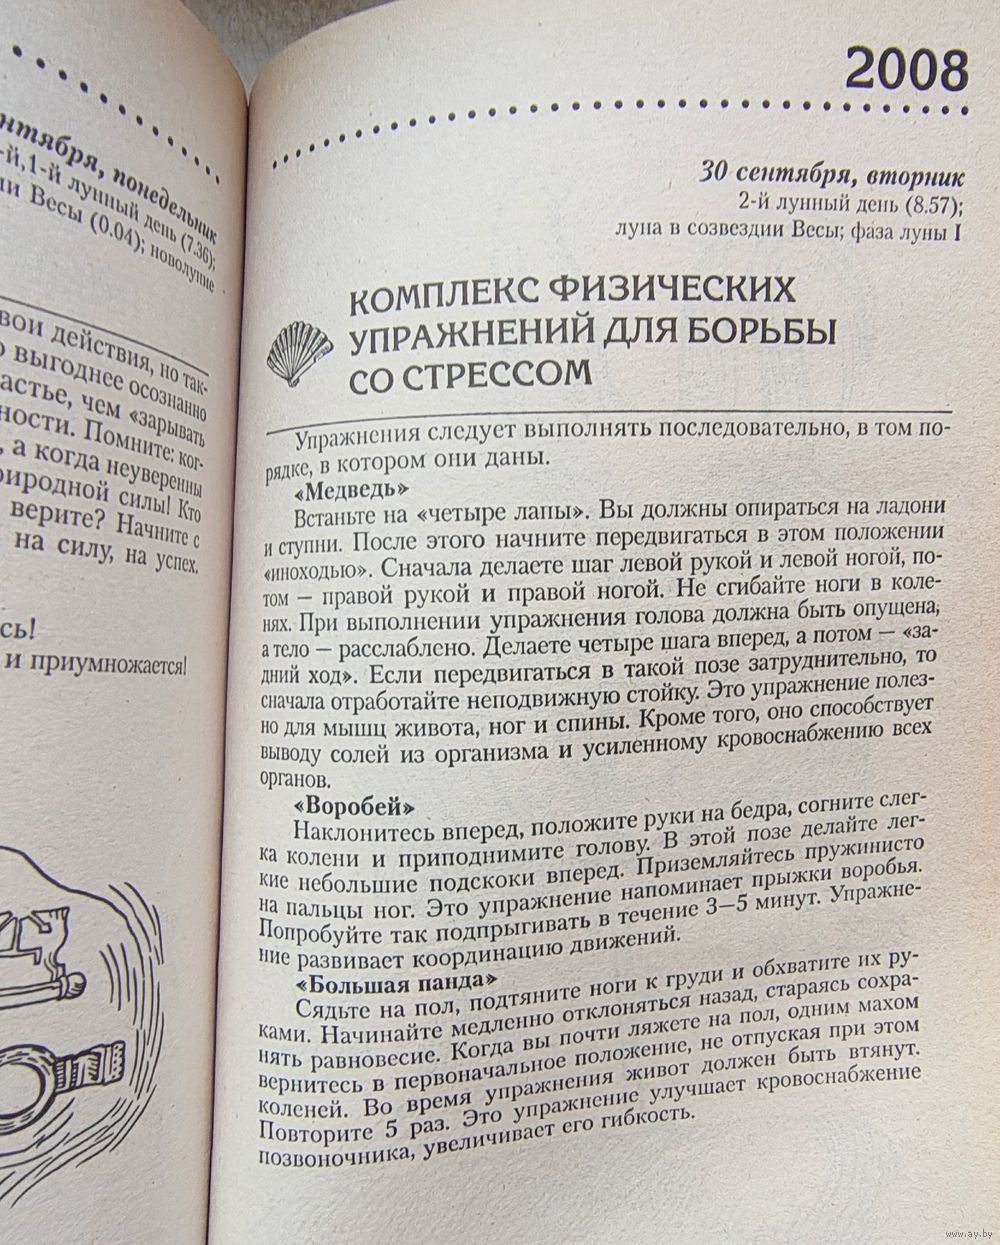 нтября, понедельник
-й,1-й лунный день (7.36);
ии Весы (0.04); новолуние
вои действия, но так-
о выгоднее осознанно
астье, чем «зарывать
ности. Помните: ког-
, а когда неуверенны
риродной силы! Кто
верите? Начните с
на силу, на успех.
сь!
и приумножается!
2008
30 сентября, вторник
2-й лунный день (8.57);
луна в созвездии Весы; фаза луны I
КОМПЛЕКС ФИЗИЧЕСКИХ
УПРАЖНЕНИЙ ДЛЯ БОРЬБЫ
СО СТРЕССОМ
Упражнения следует выполнять последовательно, в том по-
рядке, в котором они даны.
«Медведь»
Встаньте на «четыре лапы». Вы должны опираться на ладони
и ступни. После этого начните передвигаться в этом положении
«иноходью». Сначала делаете шаг левой рукой и левой ногой, по-
том — правой рукой и правой ногой. Не сгибайте ноги в коле-
нях. При выполнении упражнения голова должна быть опущена,
а тело — расслаблено. Делаете четыре шага вперед, а потом — «за-
дний ход». Если передвигаться в такой позе затруднительно, то
сначала отработайте неподвижную стойку. Это упражнение полез-
но для мышц живота, ног и спины. Кроме того, оно способствует
выводу солей из организма и усиленному кровоснабжению всех
органов.
«Воробей»
Наклонитесь вперед, положите руки на бедра, согните слег-
ка колени и приподнимите голову. В этой позе делайте лег-
кие небольшие подскоки вперед. Приземляйтесь пружинисто
на пальцы ног. Это упражнение напоминает прыжки воробья.
Попробуйте так подпрыгивать в течение 3—5 минут. Упражне-
ние развивает координацию движений.
«Большая панда»
Сядьте на пол, подтяните ноги к груди и обхватите их ру-
ками. Начинайте медленно отклоняться назад, стараясь сохра-
нять равновесие. Когда вы почти ляжете на пол, одним махом
вернитесь в первоначальное положение, не отпуская при этом
коленей. Во время упражнения живот должен быть втянут.
Повторите 5 раз. Это упражнение улучшает кровоснабжение
позвоночника, увеличивает его гибкость.
www.ay.by